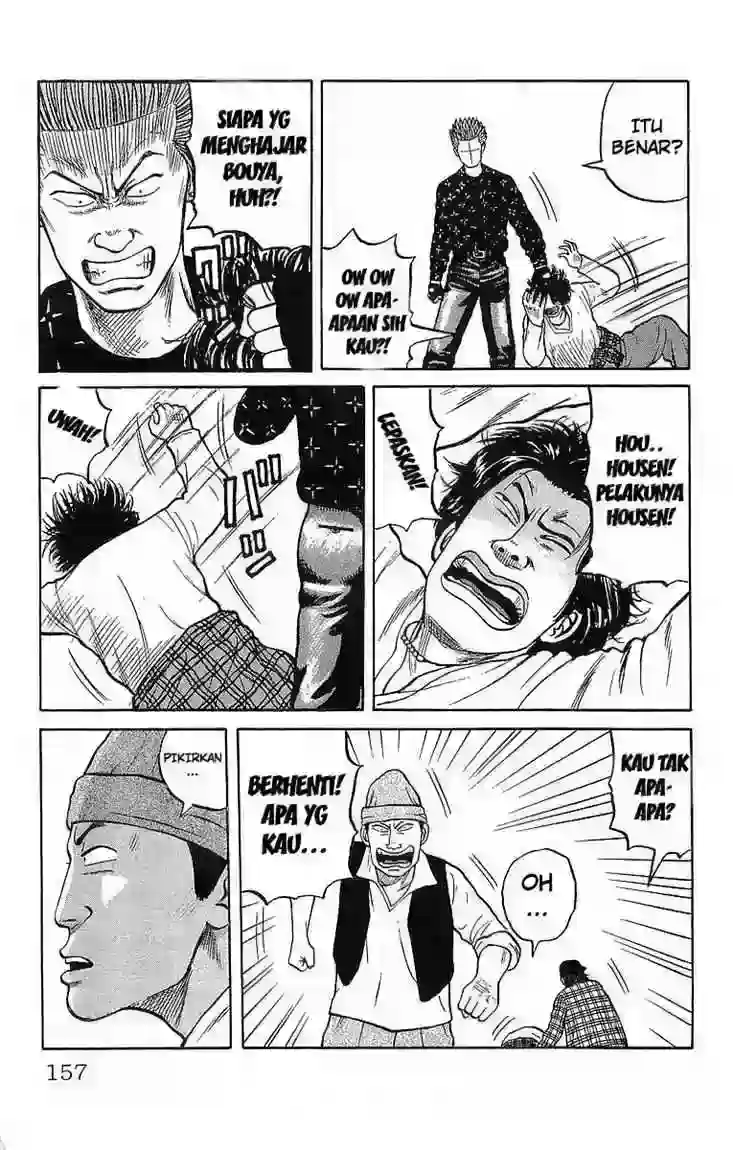 ITU
BENAR?
OW OW
OW APA-
APAAN SIH
KAU?!
SIAPA YG
MENGHAJAR
BOUYA,
HUH?!
HOU..
HOUSEN!
PELAKUNYA
HOUSEN!
LEPASKAN!
UWAH!
KAU TAK
APA-
APA?
OH
...
BERHENTI!
APA YG
KAU...
PIKIRKAN
...
157